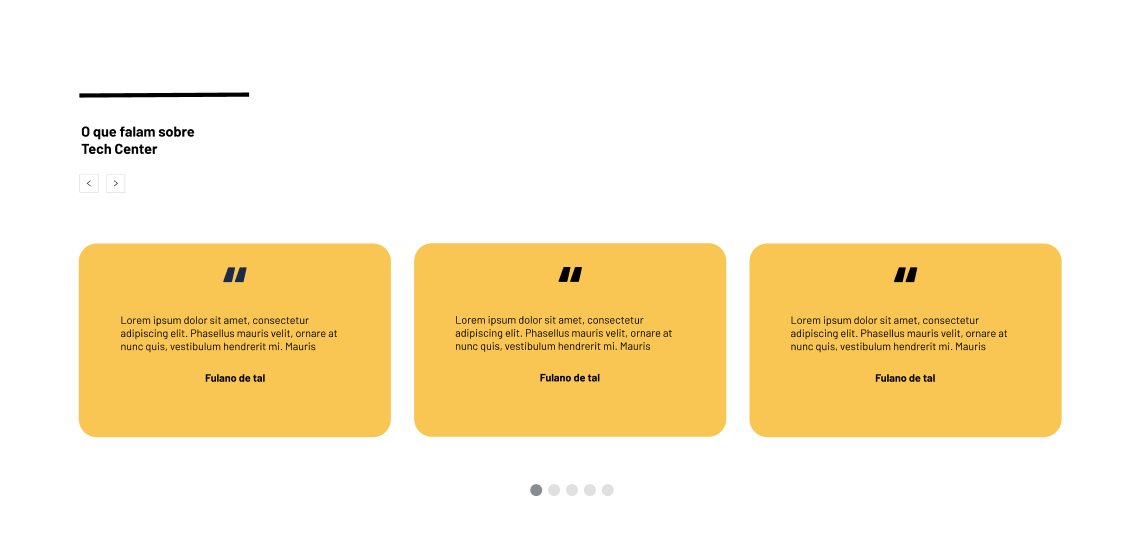 O que falam sobre
Tech Center
< >
Lorem ipsum dolor sit amet, consectetur
adipiscing elit. Phasellus mauris velit, ornare at
nunc quis, vestibulum hendrerit mi. Mauris
Fulano de tal
Lorem ipsum dolor sit amet, consectetur
adipiscing elit. Phasellus mauris velit, ornare at
nunc quis, vestibulum hendrerit mi. Mauris
Fulano de tal
Lorem ipsum dolor sit amet, consectetur
adipiscing elit. Phasellus mauris velit, ornare at
nunc quis, vestibulum hendrerit mi. Mauris
Fulano de tal